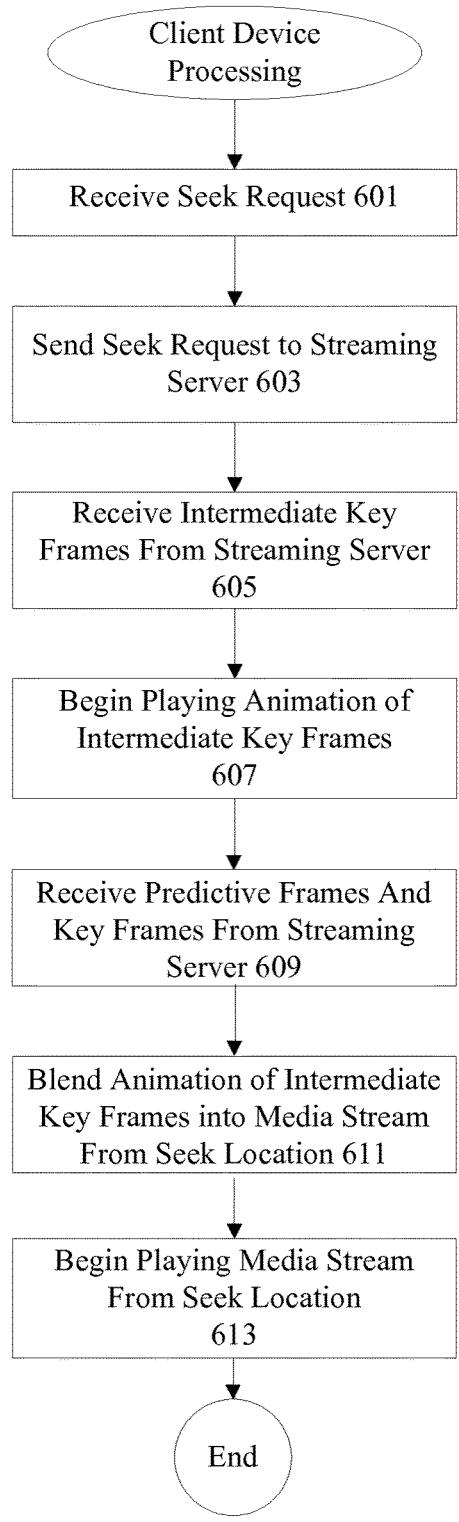 Client Device
Processing
Receive Seek Request 601
Send Seek Request to Streaming
Server 603
Receive Intermediate Key
Frames From Streaming Server
605
Begin Playing Animation of
Intermediate Key Frames
607
Receive Predictive Frames And
Key Frames From Streaming
Server 609
Blend Animation of Intermediate
Key Frames into Media Stream
From Seek Location 611
Begin Playing Media Stream
From Seek Location
613
End